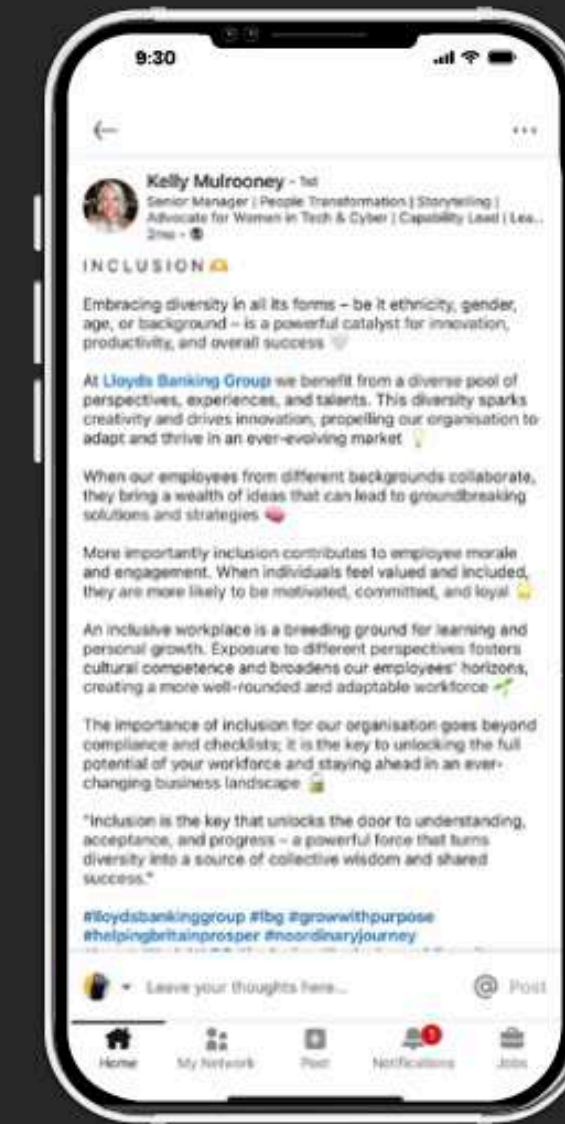 9:30
Kelly Mulrooney - 1st
Senior Manager | People Transformation | Storytelling |
Advocate for Women in Tech & Cyber | Capability Lead | Lea...
2mo •
INCLUSION 🫶
Embracing diversity in all its forms – be it ethnicity, gender,
age, or background – is a powerful catalyst for innovation,
productivity, and overall success 🤍
At Lloyds Banking Group we benefit from a diverse pool of
perspectives, experiences, and talents. This diversity sparks
creativity and drives innovation, propelling our organisation to
adapt and thrive in an ever-evolving market 💡
When our employees from different backgrounds collaborate,
they bring a wealth of ideas that can lead to groundbreaking
solutions and strategies 🧠
More importantly inclusion contributes to employee morale
and engagement. When individuals feel valued and included,
they are more likely to be motivated, committed, and loyal
An inclusive workplace is a breeding ground for learning and
personal growth. Exposure to different perspectives fosters
cultural competence and broadens our employees' horizons,
creating a more well-rounded and adaptable workforce 🌱
The importance of inclusion for our organisation goes beyond
compliance and checklists; it is the key to unlocking the full
potential of your workforce and staying ahead in an ever-
changing business landscape 🔓
"Inclusion is the key that unlocks the door to understanding,
acceptance, and progress – a powerful force that turns
diversity into a source of collective wisdom and shared
success."
#lloydsbankinggroup #lbg #growwithpurpose
#helpingbritainprosper #noordinaryjourney
Leave your thoughts here... @ Post
1
Home My Network Post Notifications Jobs